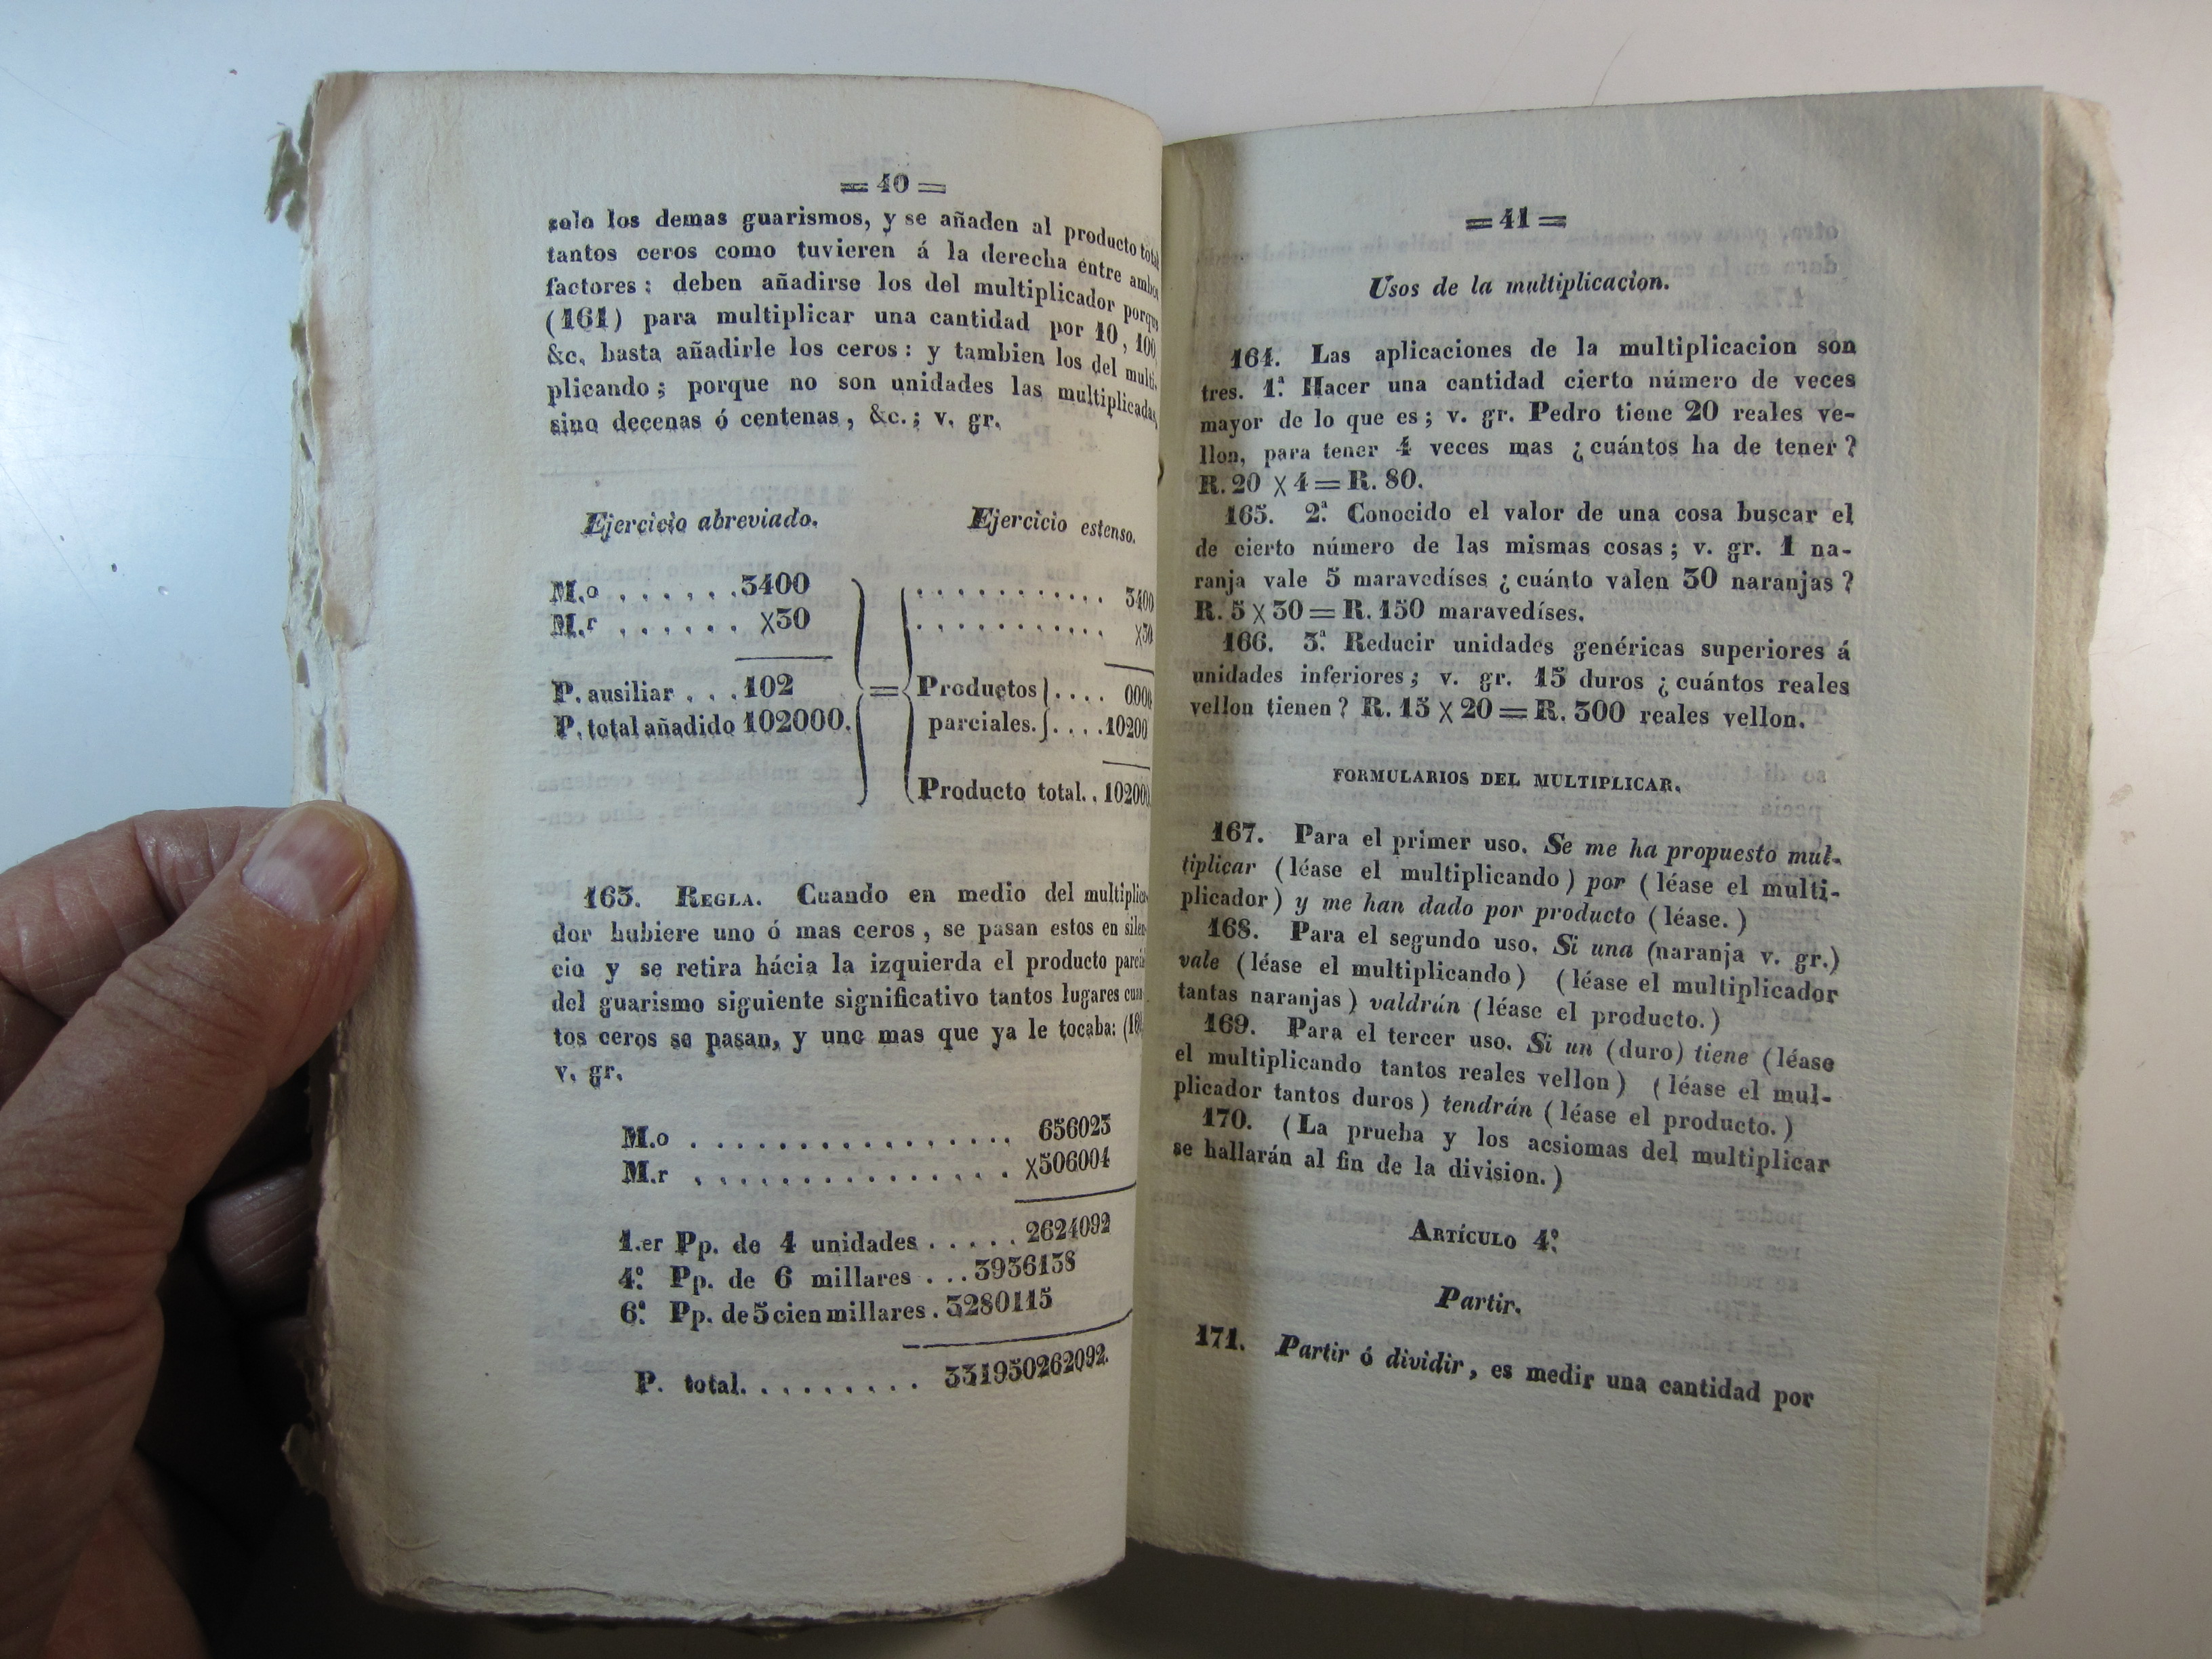 = 40 =
solo los demas guarismos, y se añaden al producto total
tantos ceros como tuvieren á la derecha entre ambos
factores: deben añadirse los del multiplicador porque
(161) para multiplicar una cantidad por 10, 100,
&c. basta añadirle los ceros: y tambien los del multi-
plicando; porque no son unidades las multiplicadas,
sino decenas ó centenas, &c.; v. gr.
Ejercicio abreviado. Ejercicio estenso.
M.o . . . . . . 3400 . . . . . . . . . . . 3400
M.r . . . . . . ×30 . . . . . . . . . . . ×30
P. ausiliar . . . 102 = Productos . . . . 0000
P. total añadido 102000. parciales. . . . . 10200
Producto total. . 102000
163. REGLA. Cuando en medio del multiplica-
dor hubiere uno ó mas ceros, se pasan estos en silen-
cio y se retira hácia la izquierda el producto parcial
del guarismo siguiente significativo tantos lugares cuan-
tos ceros se pasan, y uno mas que ya le tocaba:
v. gr.
M.o . . . . . . . . . . . . . . . . 656023
M.r . . . . . . . . . . . . . . . . ×506004
1.er Pp. de 4 unidades . . . . . 2624092
4.º Pp. de 6 millares . . . 3936138
6.º Pp. de 5 cien millares . 3280115
P. total. . . . . . . . . 331950262092.
= 41 =
Usos de la multiplicacion.
164. Las aplicaciones de la multiplicacion son
tres. 1.ª Hacer una cantidad cierto número de veces
mayor de lo que es; v. gr. Pedro tiene 20 reales ve-
llon, para tener 4 veces mas ¿cuántos ha de tener?
R. 20 × 4 = R. 80.
165. 2.ª Conocido el valor de una cosa buscar el
de cierto número de las mismas cosas; v. gr. 1 na-
ranja vale 5 maravedíses ¿cuánto valen 30 naranjas?
R. 5 × 30 = R. 150 maravedíses.
166. 3.ª Reducir unidades genéricas superiores á
unidades inferiores; v. gr. 15 duros ¿cuántos reales
vellon tienen? R. 15 × 20 = R. 300 reales vellon.
FORMULARIOS DEL MULTIPLICAR.
167. Para el primer uso. Se me ha propuesto mul-
tiplicar (léase el multiplicando) por (léase el multi-
plicador) y me han dado por producto (léase.)
168. Para el segundo uso. Si una (naranja v. gr.)
vale (léase el multiplicando) (léase el multiplicador
tantas naranjas) valdrán (léase el producto.)
169. Para el tercer uso. Si un (duro) tiene (léase
el multiplicando tantos reales vellon) (léase el mul-
plicador tantos duros) tendrán (léase el producto.)
170. (La prueba y los acsiomas del multiplicar
se hallarán al fin de la division.)
ARTÍCULO 4.º
Partir.
171. Partir ó dividir, es medir una cantidad por